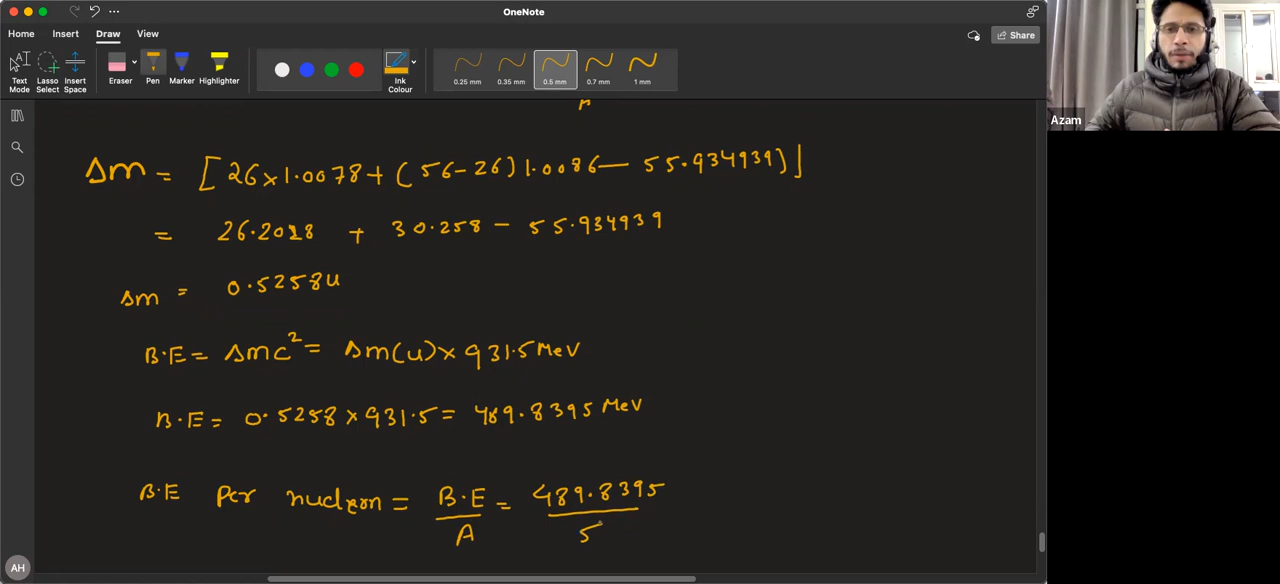 OneNote
Home Insert Draw View
Share
Text Mode
Lasso Select
Insert Space
Eraser
Pen
Marker
Highlighter
Ink Colour
0.25 mm
0.35 mm
0.5 mm
0.7 mm
1 mm
Azam
Δm = [26×1.0078+(56-26)1.0086— 55.934939)]
= 26.2028 + 30.258 - 55.934939
Δm = 0.5258u
B.E = Δmc² = Δm(u)×931.5 MeV
B.E = 0.5258×931.5 = 489.8395 MeV
B.E Per nucleon = B.E/A = 489.8395/5
AH